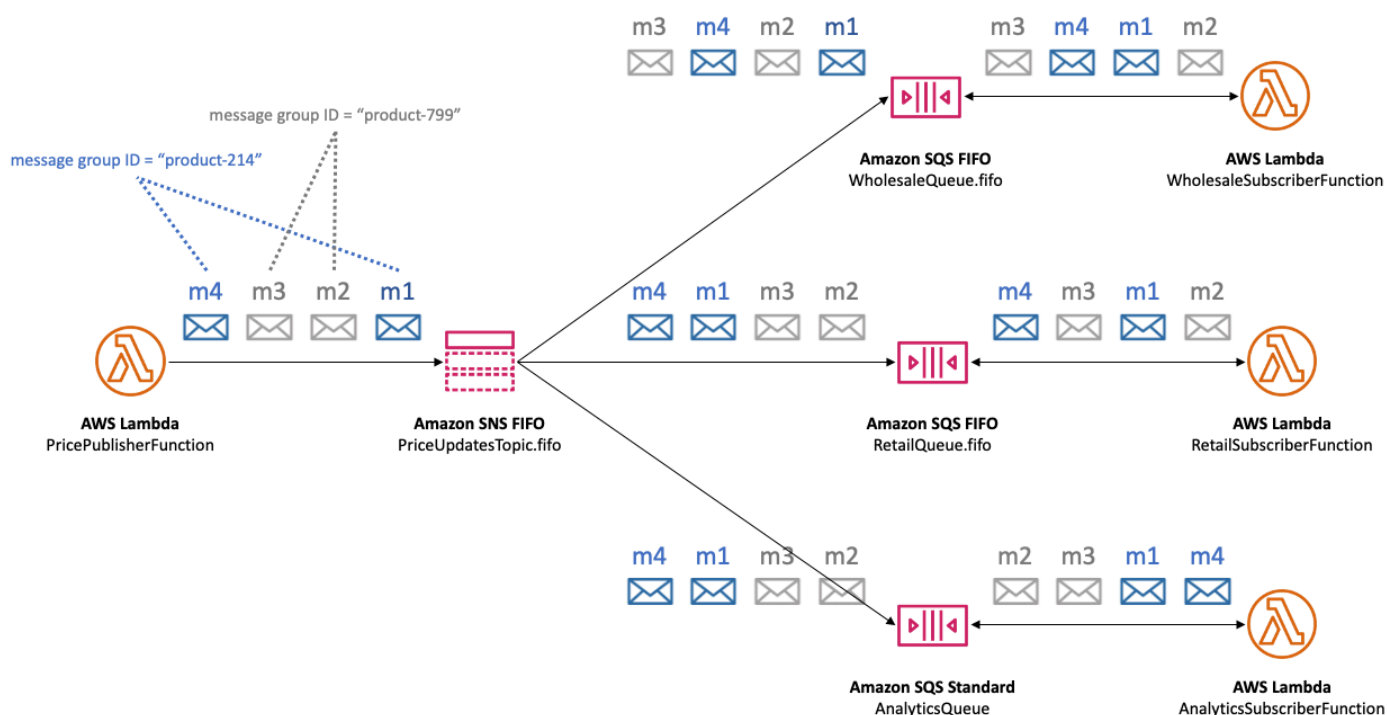 m3 m4 m2 m1
m3 m4 m1 m2
message group ID = “product-799”
message group ID = “product-214”
Amazon SQS FIFO
WholesaleQueue.fifo
AWS Lambda
WholesaleSubscriberFunction
m4 m3 m2 m1
m4 m1 m3 m2
m4 m3 m1 m2
AWS Lambda
PricePublisherFunction
Amazon SNS FIFO
PriceUpdatesTopic.fifo
Amazon SQS FIFO
RetailQueue.fifo
AWS Lambda
RetailSubscriberFunction
m4 m1 m3 m2
m2 m3 m1 m4
Amazon SQS Standard
AnalyticsQueue
AWS Lambda
AnalyticsSubscriberFunction